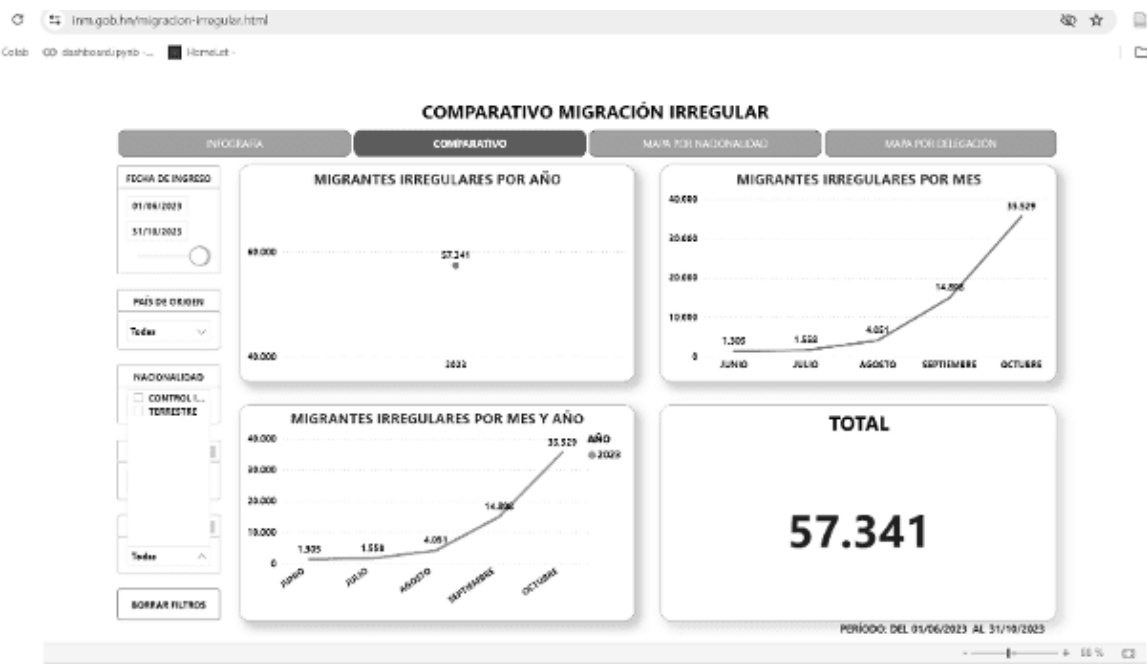 inm.gob.hn/migracion-irregular.html
Colab dashboard.ipynb -... HomeLet -
COMPARATIVO MIGRACIÓN IRREGULAR
INFOGRAFÍA COMPARATIVO MAPA POR NACIONALIDAD MAPA POR DELEGACIÓN
FECHA DE INGRESO
01/06/2023
31/10/2023
PAÍS DE ORIGEN
Todas
NACIONALIDAD
CONTROL I...
TERRESTRE
Todas
BORRAR FILTROS
MIGRANTES IRREGULARES POR AÑO
60.000
57.341
40.000
2023
MIGRANTES IRREGULARES POR MES
40.000
35.529
30.000
20.000
14.898
10.000
4.051
1.305 1.558
0
JUNIO JULIO AGOSTO SEPTIEMBRE OCTUBRE
MIGRANTES IRREGULARES POR MES Y AÑO
40.000
35.529 AÑO
2023
30.000
20.000
14.898
10.000
1.305 1.558 4.051
0
JUNIO JULIO AGOSTO SEPTIEMBRE OCTUBRE
TOTAL
57.341
PERÍODO: DEL 01/06/2023 AL 31/10/2023